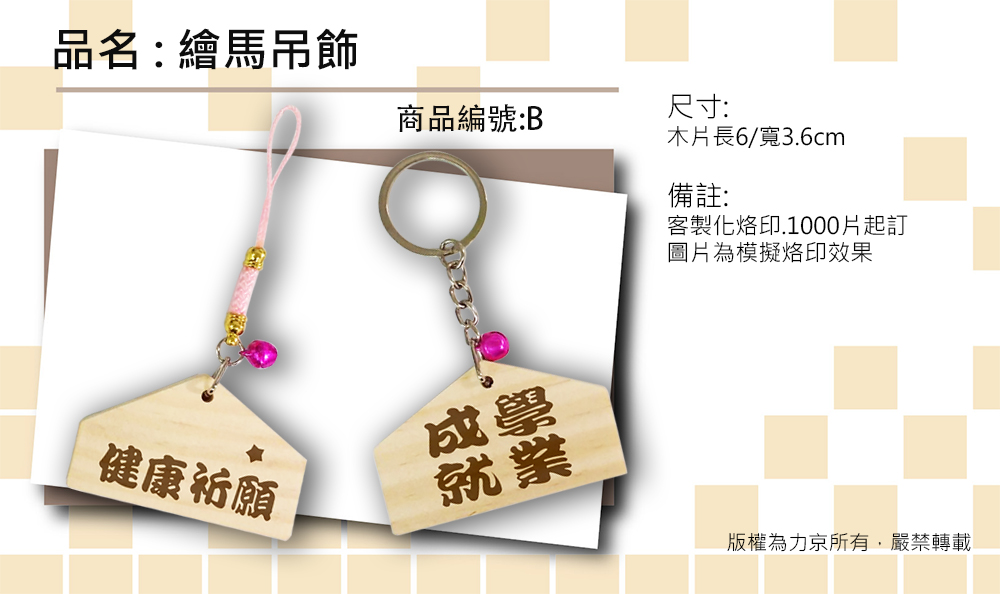 品名 : 繪馬吊飾
商品編號:B
尺寸:
木片長6/寬3.6cm
備註:
客製化烙印.1000片起訂
圖片為模擬烙印效果
健康祈願
成學
就業
版權為力京所有，嚴禁轉載